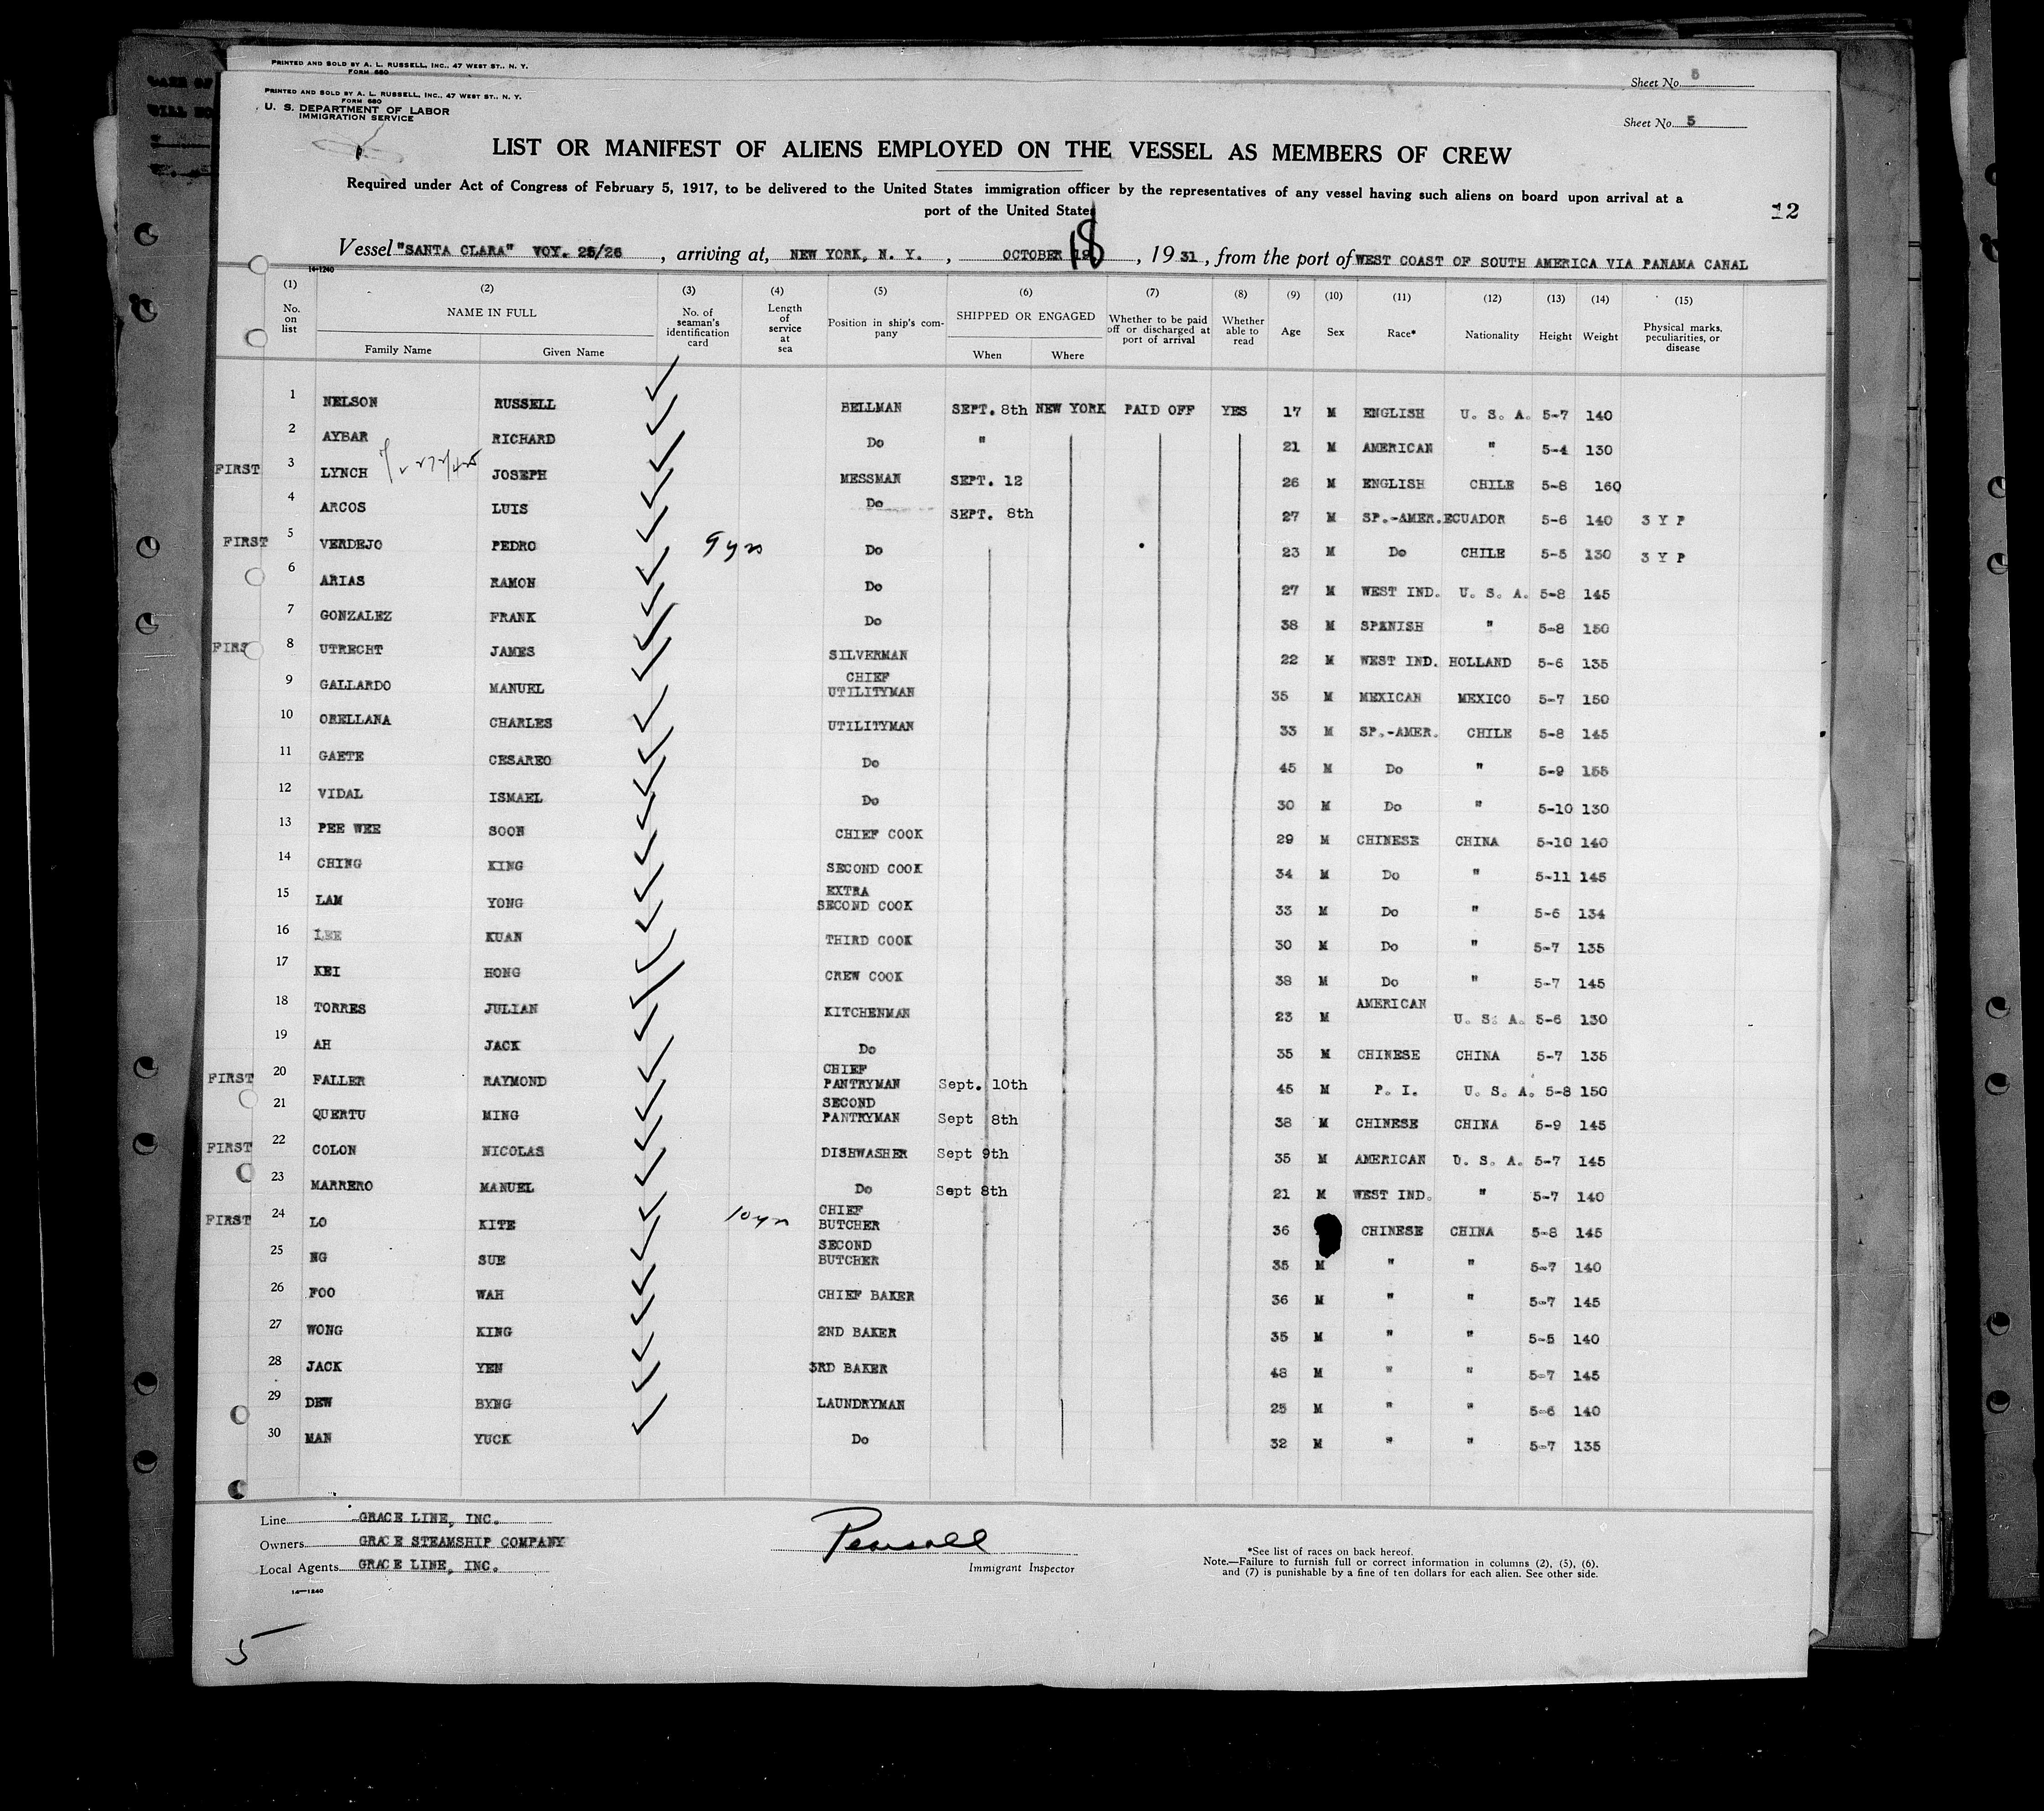 PRINTED AND SOLD BY A. L. RUSSELL, INC., 47 WEST ST., N. Y.
FORM 680
Sheet No. 5
PRINTED AND SOLD BY A. L. RUSSELL, INC., 47 WEST ST., N. Y.
FORM 680
U. S. DEPARTMENT OF LABOR
IMMIGRATION SERVICE
Sheet No. 5
LIST OR MANIFEST OF ALIENS EMPLOYED ON THE VESSEL AS MEMBERS OF CREW
Required under Act of Congress of February 5, 1917, to be delivered to the United States immigration officer by the representatives of any vessel having such aliens on board upon arrival at a
port of the United States
12
Vessel "SANTA CLARA" VOY. 25/26, arriving at, NEW YORK, N. Y., OCTOBER 19 18, 1931, from the port of WEST COAST OF SOUTH AMERICA VIA PANAMA CANAL
14-1240
(1) (2) (3) (4) (5) (6) (7) (8) (9) (10) (11) (12) (13) (14) (15)
No. on list NAME IN FULL Family Name Given Name No. of seaman's identification card Length of service at sea Position in ship's company SHIPPED OR ENGAGED When Where Whether to be paid off or discharged at port of arrival Whether able to read Age Sex Race* Nationality Height Weight Physical marks, peculiarities, or disease
1 NELSON RUSSELL BELLMAN SEPT. 8th NEW YORK PAID OFF YES 17 M ENGLISH U. S. A. 5-7 140
2 AYBAR RICHARD Do " 21 M AMERICAN " 5-4 130
FIRST 3 LYNCH JOSEPH MESSMAN SEPT. 12 26 M ENGLISH CHILE 5-8 160
4 ARCOS LUIS Do SEPT. 8th 27 M SP.-AMER. ECUADOR 5-6 140 3 Y P
FIRST 5 VERDEJO PEDRO 9 yrs Do 23 M Do CHILE 5-5 130 3 Y P
6 ARIAS RAMON Do 27 M WEST IND. U. S. A. 5-8 145
7 GONZALEZ FRANK Do 38 M SPANISH " 5-8 150
FIRS 8 UTRECHT JAMES SILVERMAN 22 M WEST IND. HOLLAND 5-6 135
9 GALLARDO MANUEL CHIEF UTILITYMAN 35 M MEXICAN MEXICO 5-7 150
10 ORELLANA CHARLES UTILITYMAN 33 M SP.-AMER. CHILE 5-8 145
11 GAETE CESAREO Do 45 M Do " 5-9 155
12 VIDAL ISMAEL Do 30 M Do " 5-10 130
13 PEE WEE SOON CHIEF COOK 29 M CHINESE CHINA 5-10 140
14 CHING KING SECOND COOK 34 M Do " 5-11 145
15 LAM YONG EXTRA SECOND COOK 33 M Do " 5-6 134
16 LEE KUAN THIRD COOK 30 M Do " 5-7 135
17 KEI HONG CREW COOK 38 M Do " 5-7 145
18 TORRES JULIAN KITCHENMAN 23 M AMERICAN U. S. A. 5-6 130
19 AH JACK Do 35 M CHINESE CHINA 5-7 135
FIRST 20 FALLER RAYMOND CHIEF PANTRYMAN Sept. 10th 45 M P. I. U. S. A. 5-8 150
21 QUERTU MING SECOND PANTRYMAN Sept 8th 38 M CHINESE CHINA 5-9 145
FIRST 22 COLON NICOLAS DISHWASHER Sept 9th 35 M AMERICAN U. S. A. 5-7 145
23 MARRERO MANUEL Do Sept 8th 21 M WEST IND. " 5-7 140
FIRST 24 LO KITE 10 yrs CHIEF BUTCHER 36 CHINESE CHINA 5-8 145
25 NG SUE SECOND BUTCHER 35 M " " 5-7 140
26 FOO WAH CHIEF BAKER 36 M " " 5-7 145
27 WONG KING 2ND BAKER 35 M " " 5-5 140
28 JACK YEN 3RD BAKER 48 M " " 5-7 145
29 DEW BYNG LAUNDRYMAN 25 M " " 5-6 140
30 MAN YUCK Do 32 M " " 5-7 135
Line GRACE LINE, INC.
Owners GRACE STEAMSHIP COMPANY
Local Agents GRACE LINE, INC.
14-1240
Pearsall
Immigrant Inspector
*See list of races on back hereof.
Note.—Failure to furnish full or correct information in columns (2), (5), (6), and (7) is punishable by a fine of ten dollars for each alien. See other side.
5